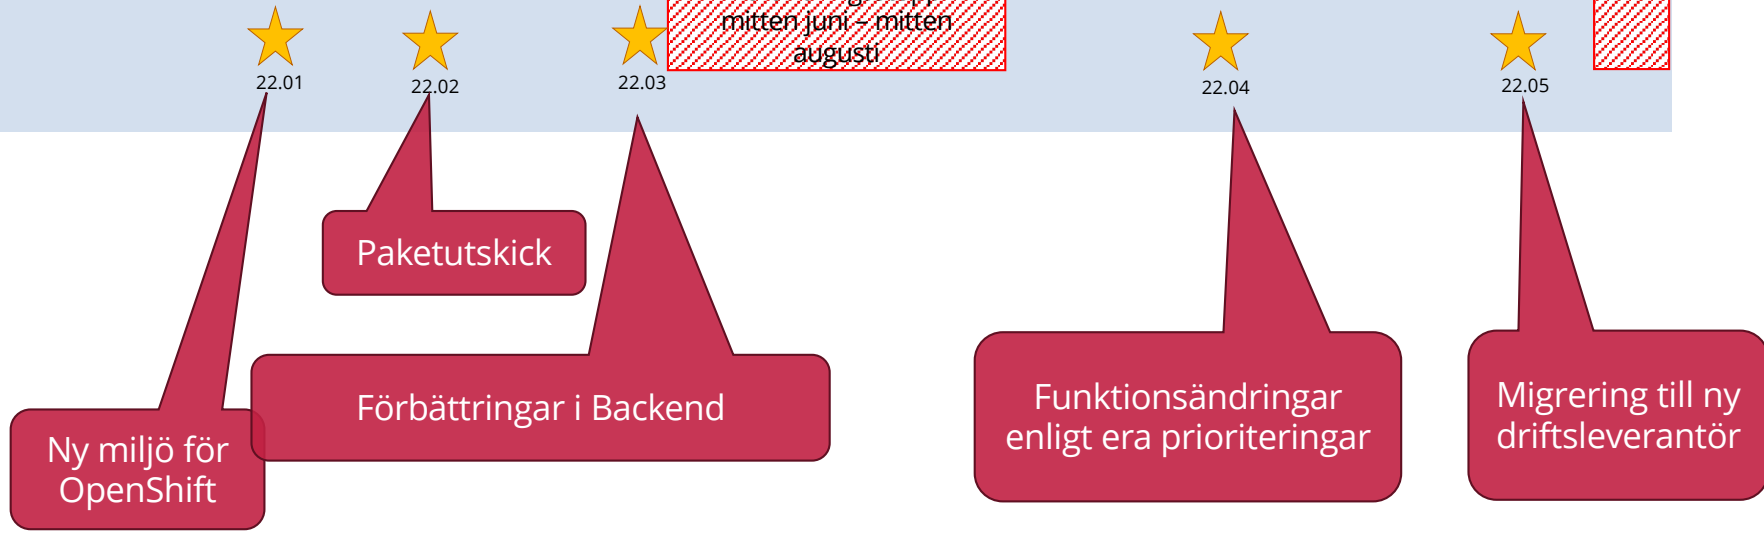 mitten juni – mitten
augusti
22.01
22.02
22.03
22.04
22.05
Paketutskick
Förbättringar i Backend
Ny miljö för
OpenShift
Funktionsändringar
enligt era prioriteringar
Migrering till ny
driftsleverantör